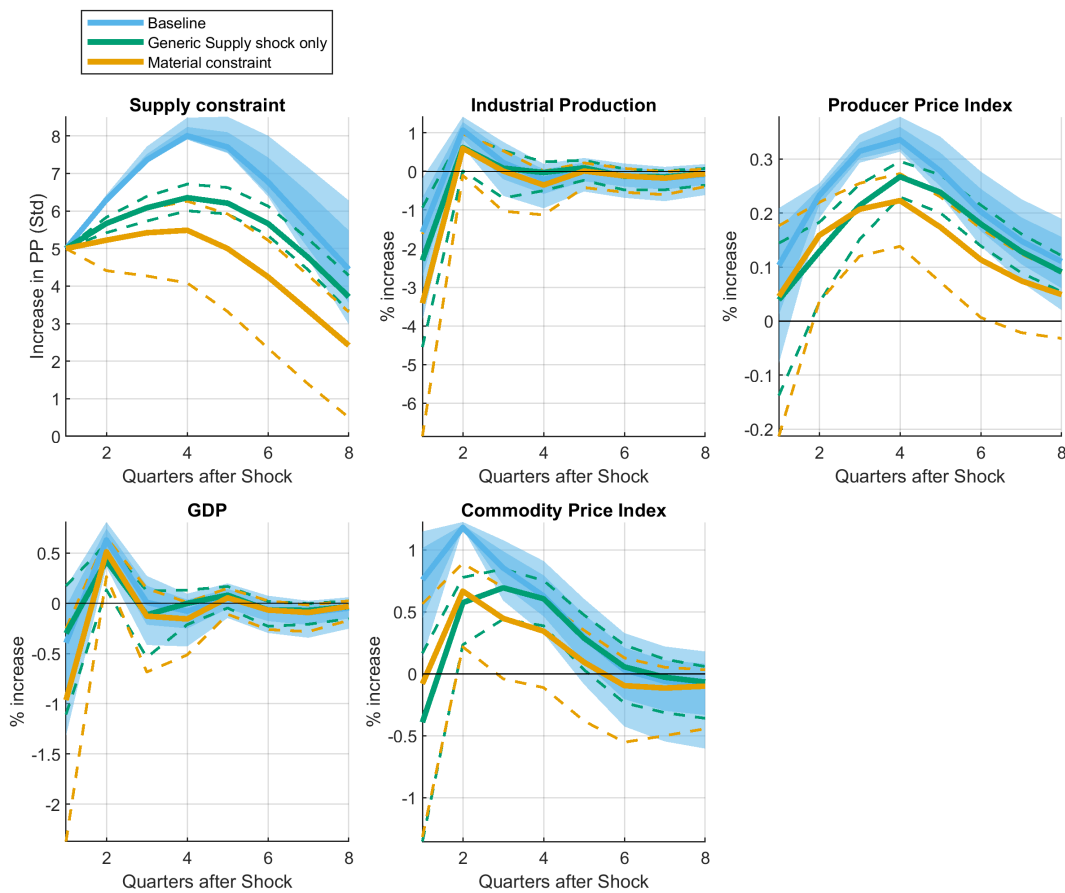 Baseline
Generic Supply shock only
Material constraint
Supply constraint
Increase in PP (Std)
8
7
6
5
4
3
2
1
0
2 4 6 8
Quarters after Shock
Industrial Production
% increase
1
0
-1
-2
-3
-4
-5
-6
2 4 6 8
Quarters after Shock
Producer Price Index
% increase
0.3
0.2
0.1
0
-0.1
-0.2
2 4 6 8
Quarters after Shock
GDP
% increase
0.5
0
-0.5
-1
-1.5
-2
2 4 6 8
Quarters after Shock
Commodity Price Index
% increase
1
0.5
0
-0.5
-1
2 4 6 8
Quarters after Shock